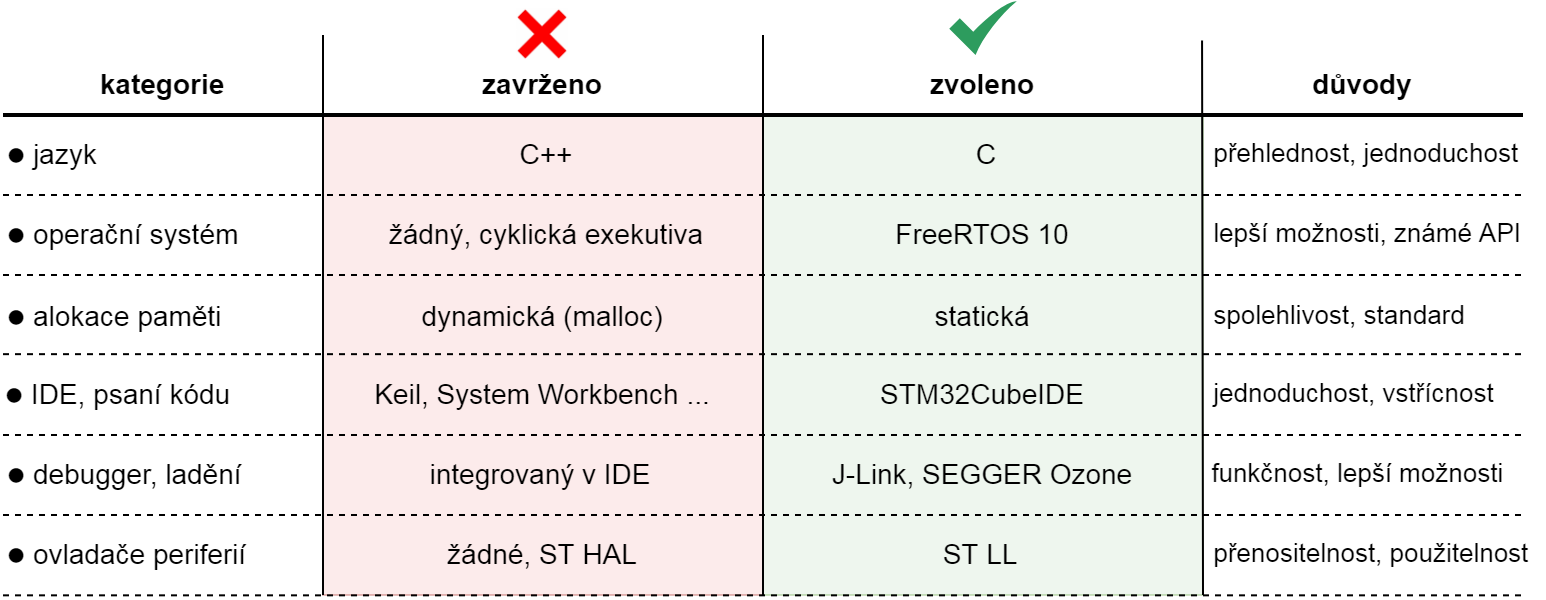 kategorie zavrženo zvoleno důvody
● jazyk C++ C přehlednost, jednoduchost
● operační systém žádný, cyklická exekutiva FreeRTOS 10 lepší možnosti, známé API
● alokace paměti dynamická (malloc) statická spolehlivost, standard
● IDE, psaní kódu Keil, System Workbench ... STM32CubeIDE jednoduchost, vstřícnost
● debugger, ladění integrovaný v IDE J-Link, SEGGER Ozone funkčnost, lepší možnosti
● ovladače periferií žádné, ST HAL ST LL přenositelnost, použitelnost